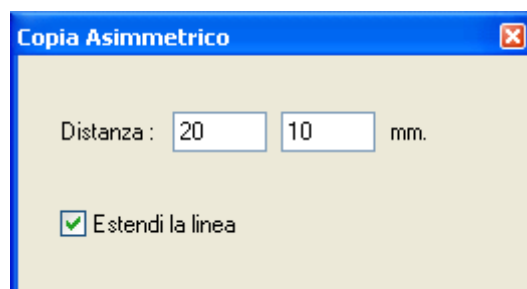 Copia Asimmetrico
Distanza : 20 10 mm.
Estendi la linea